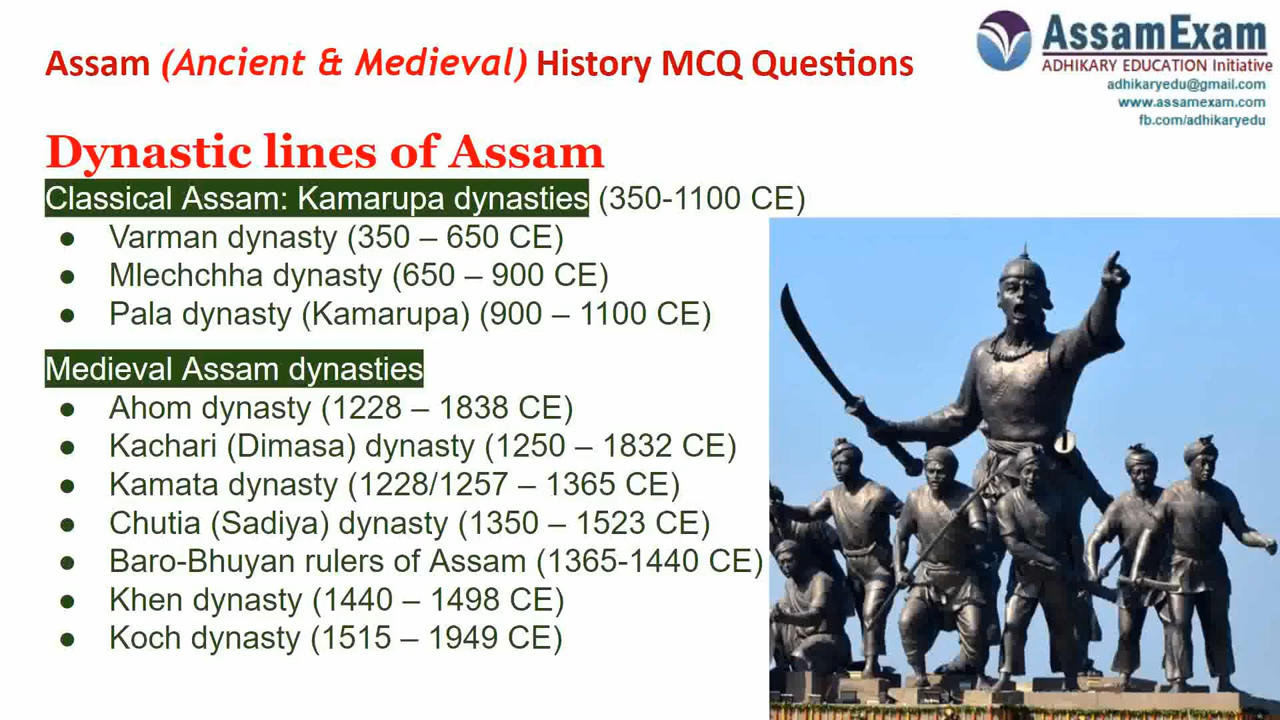 Assam (Ancient & Medieval) History MCQ Questions
AssamExam
ADHIKARY EDUCATION Initiative
adhikaryedu@gmail.com
www.assamexam.com
fb.com/adhikaryedu
Dynastic lines of Assam
Classical Assam: Kamarupa dynasties (350-1100 CE)
● Varman dynasty (350 – 650 CE)
● Mlechchha dynasty (650 – 900 CE)
● Pala dynasty (Kamarupa) (900 – 1100 CE)
Medieval Assam dynasties
● Ahom dynasty (1228 – 1838 CE)
● Kachari (Dimasa) dynasty (1250 – 1832 CE)
● Kamata dynasty (1228/1257 – 1365 CE)
● Chutia (Sadiya) dynasty (1350 – 1523 CE)
● Baro-Bhuyan rulers of Assam (1365-1440 CE)
● Khen dynasty (1440 – 1498 CE)
● Koch dynasty (1515 – 1949 CE)